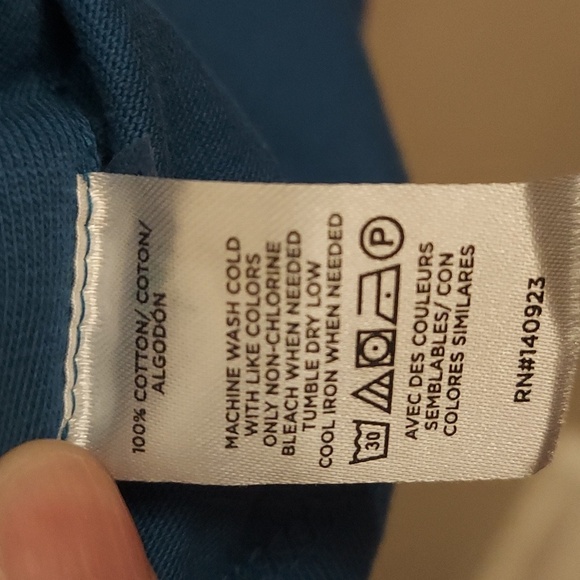 100% COTTON/ COTON/
ALGODÓN
MACHINE WASH COLD
WITH LIKE COLORS
ONLY NON-CHLORINE
BLEACH WHEN NEEDED
TUMBLE DRY LOW
COOL IRON WHEN NEEDED
30 P
AVEC DES COULEURS
SEMBLABLES/ CON
COLORES SIMILARES
RN#140923